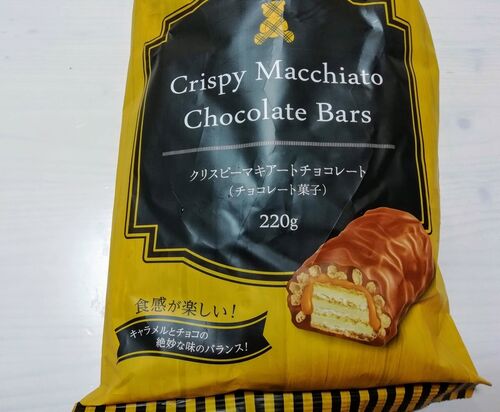 Crispy Macchiato
Chocolate Bars
クリスピーマキアートチョコレート
(チョコレート菓子)
220g
食感が楽しい!
キャラメルとチョコの
絶妙な味のバランス!